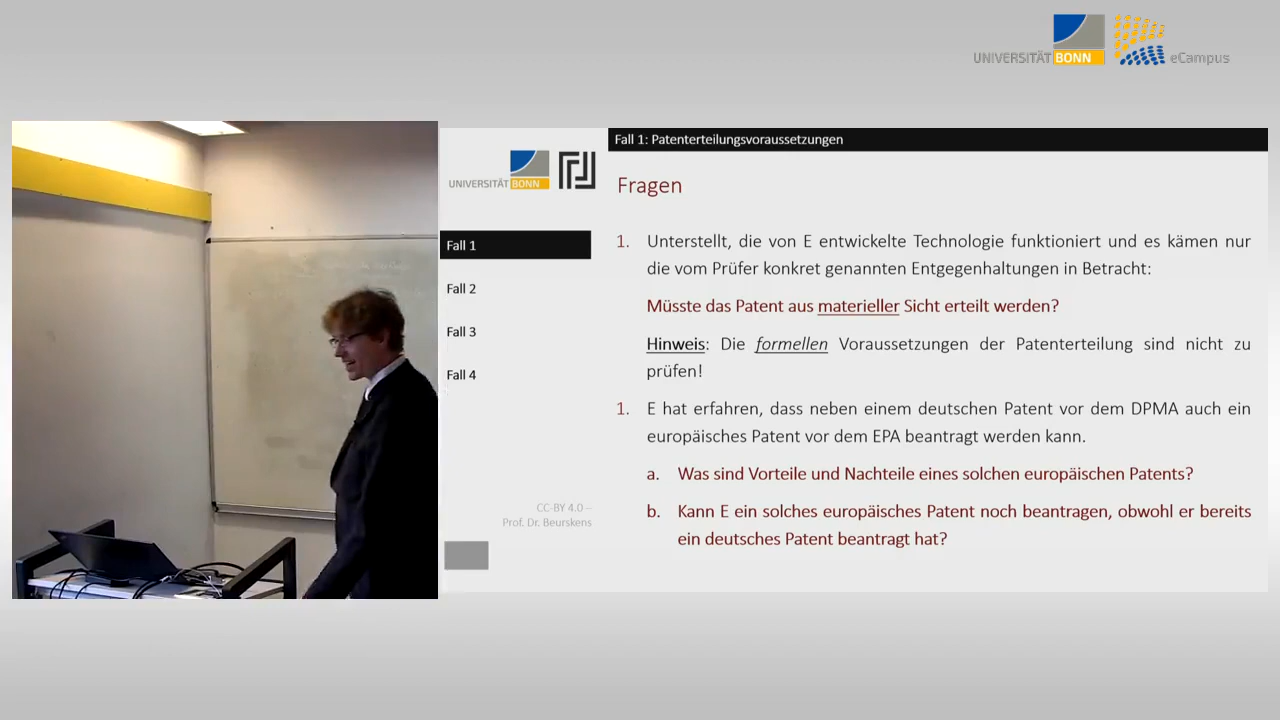 UNIVERSITÄT BONN eCampus
Fall 1: Patenterteilungsvoraussetzungen
UNIVERSITÄT BONN
Fragen
Fall 1
Fall 2
Fall 3
Fall 4
1. Unterstellt, die von E entwickelte Technologie funktioniert und es kämen nur
die vom Prüfer konkret genannten Entgegenhaltungen in Betracht:
Müsste das Patent aus materieller Sicht erteilt werden?
Hinweis: Die formellen Voraussetzungen der Patenterteilung sind nicht zu
prüfen!
1. E hat erfahren, dass neben einem deutschen Patent vor dem DPMA auch ein
europäisches Patent vor dem EPA beantragt werden kann.
a. Was sind Vorteile und Nachteile eines solchen europäischen Patents?
b. Kann E ein solches europäisches Patent noch beantragen, obwohl er bereits
ein deutsches Patent beantragt hat?
CC-BY 4.0 –
Prof. Dr. Beurskens